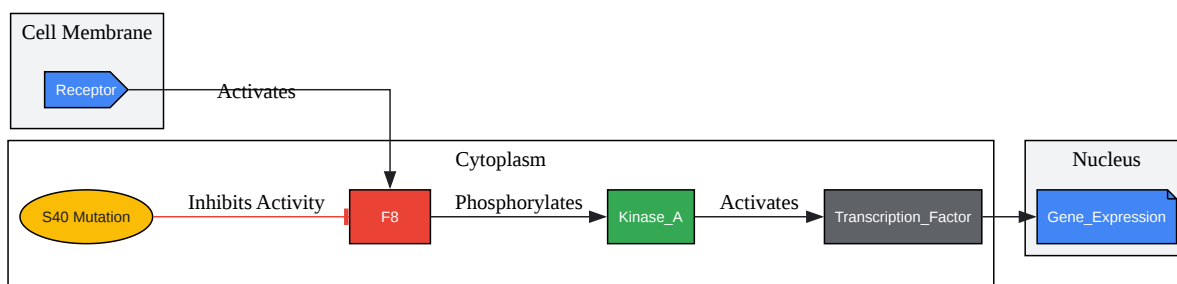 Cell Membrane
Receptor
Activates
Cytoplasm
Nucleus
S40 Mutation
Inhibits Activity
F8
Phosphorylates
Kinase_A
Activates
Transcription_Factor
Gene_Expression